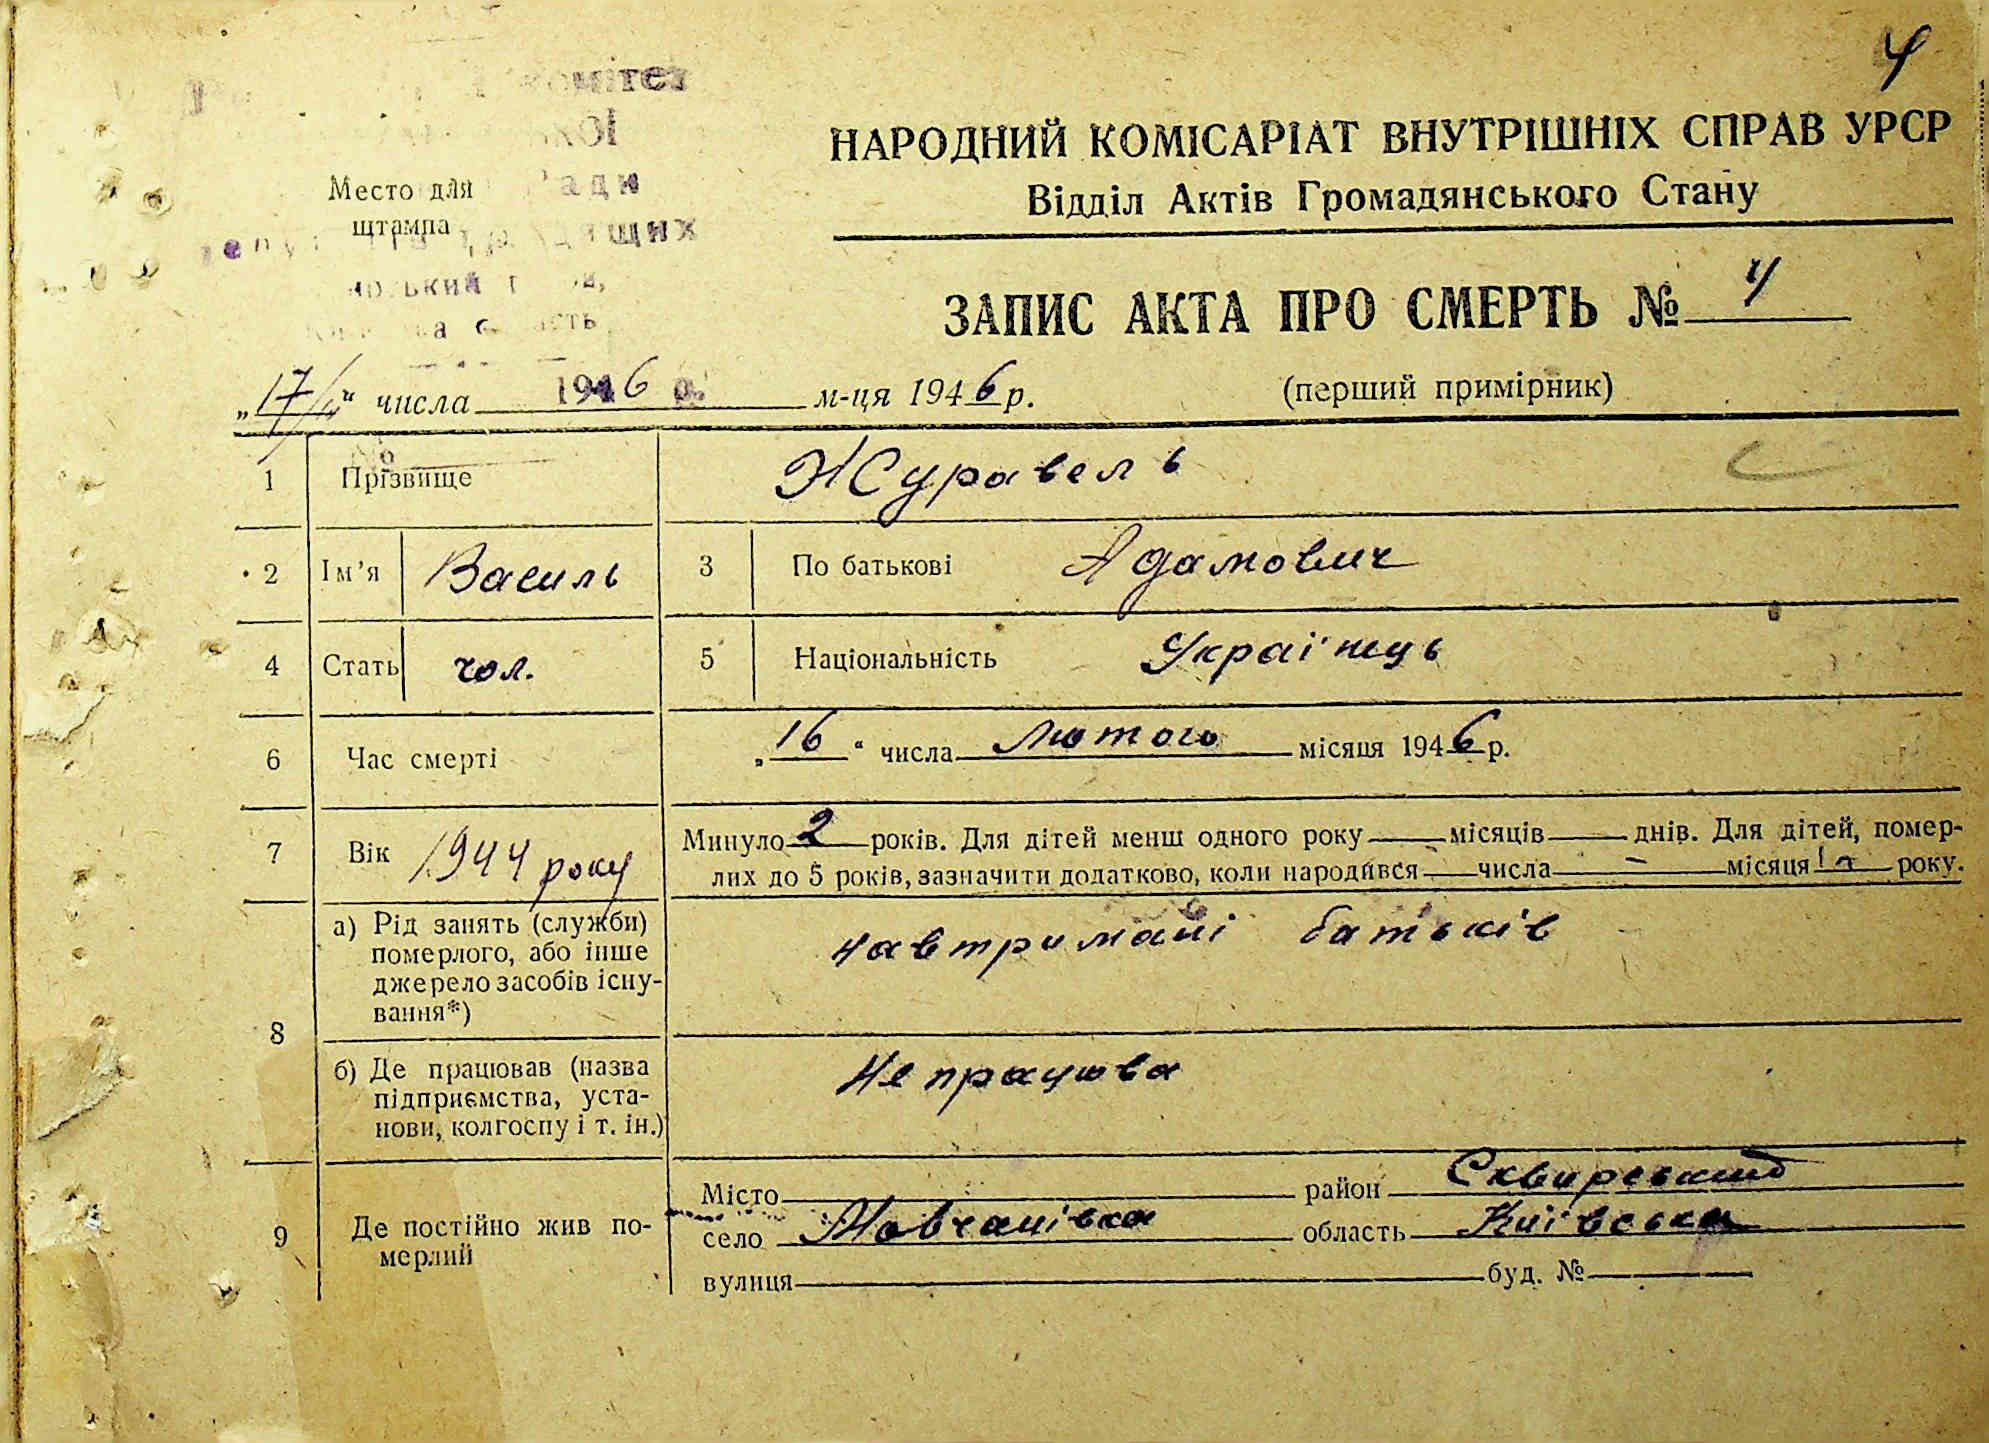 4
комітет
НАРОДНИЙ КОМІСАРІАТ ВНУТРІШНІХ СПРАВ УРСР
Відділ Актів Громадянського Стану
Место для Ради
штампа
ЗАПИС АКТА ПРО СМЕРТЬ № 4
„17/II“ числа 1946 р. м-ця 1946 р. (перший примірник)
1 Прізвище Журавель
2 Ім'я Василь 3 По батькові Адамович
4 Стать чол. 5 Національність Українець
6 Час смерті „16“ числа лютого місяця 1946 р.
7 Вік 1944 року Минуло 2 років. Для дітей менш одного року — місяців — днів. Для дітей, помер-
лих до 5 років, зазначити додатково, коли народився — числа — місяця року.
8 а) Рід занять (служби)
померлого, або інше
джерело засобів існу-
вання*)
навтримані батьків
б) Де працював (назва
підприємства, уста-
нови, колгоспу і т. ін.)
не працюва
9 Де постійно жив по-
мерлий
Місто район Сквирський
село Мовчанівка область Київська
вулиця буд. №